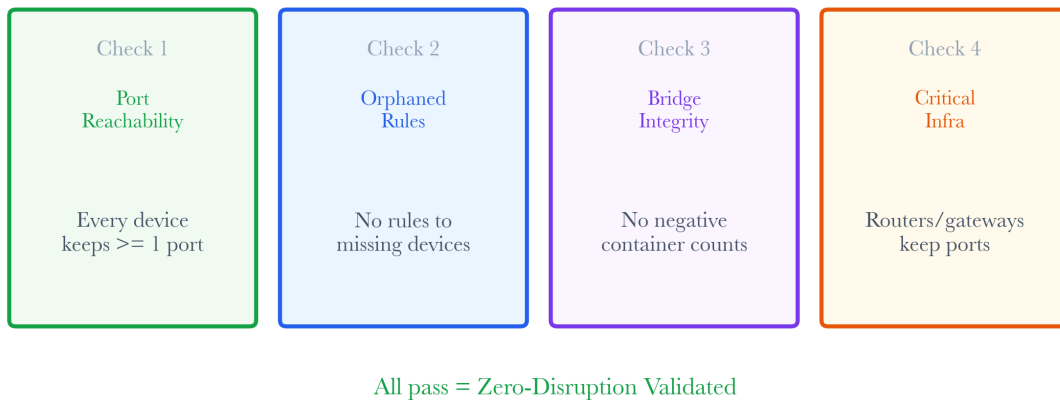 Check 1
Port
Reachability
Every device
keeps >= 1 port
Check 2
Orphaned
Rules
No rules to
missing devices
Check 3
Bridge
Integrity
No negative
container counts
Check 4
Critical
Infra
Routers/gateways
keep ports
All pass = Zero-Disruption Validated